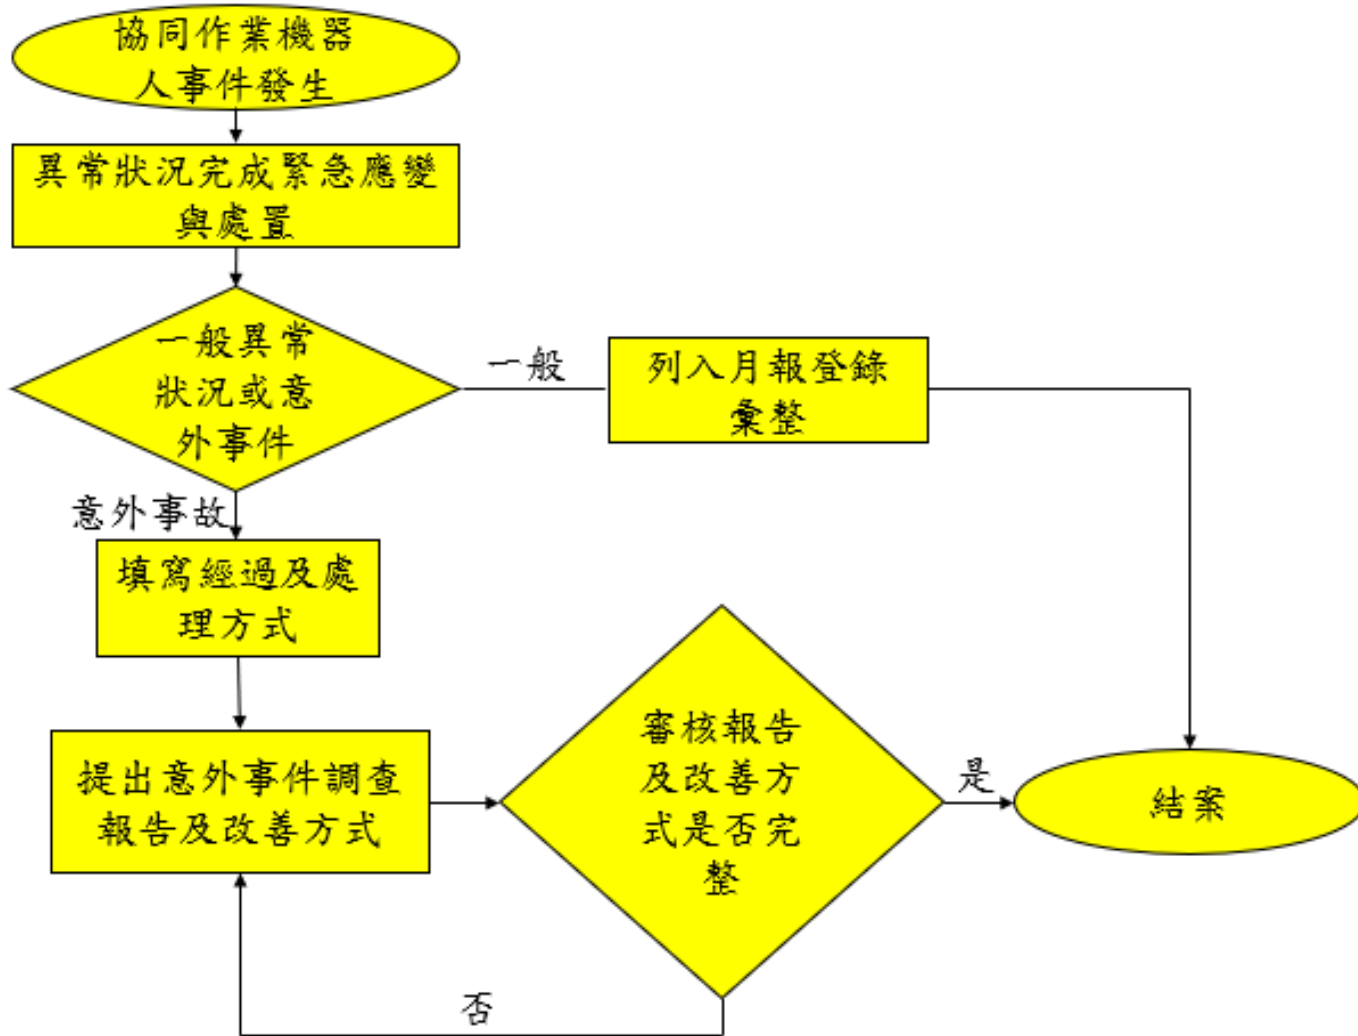 協同作業機器
人事件發生
異常狀況完成緊急應變
與處置
一般異常
狀況或意
外事件
一般
列入月報登錄
彙整
意外事故
填寫經過及處
理方式
提出意外事件調查
報告及改善方式
審核報告
及改善方
式是否完
整
是
結案
否